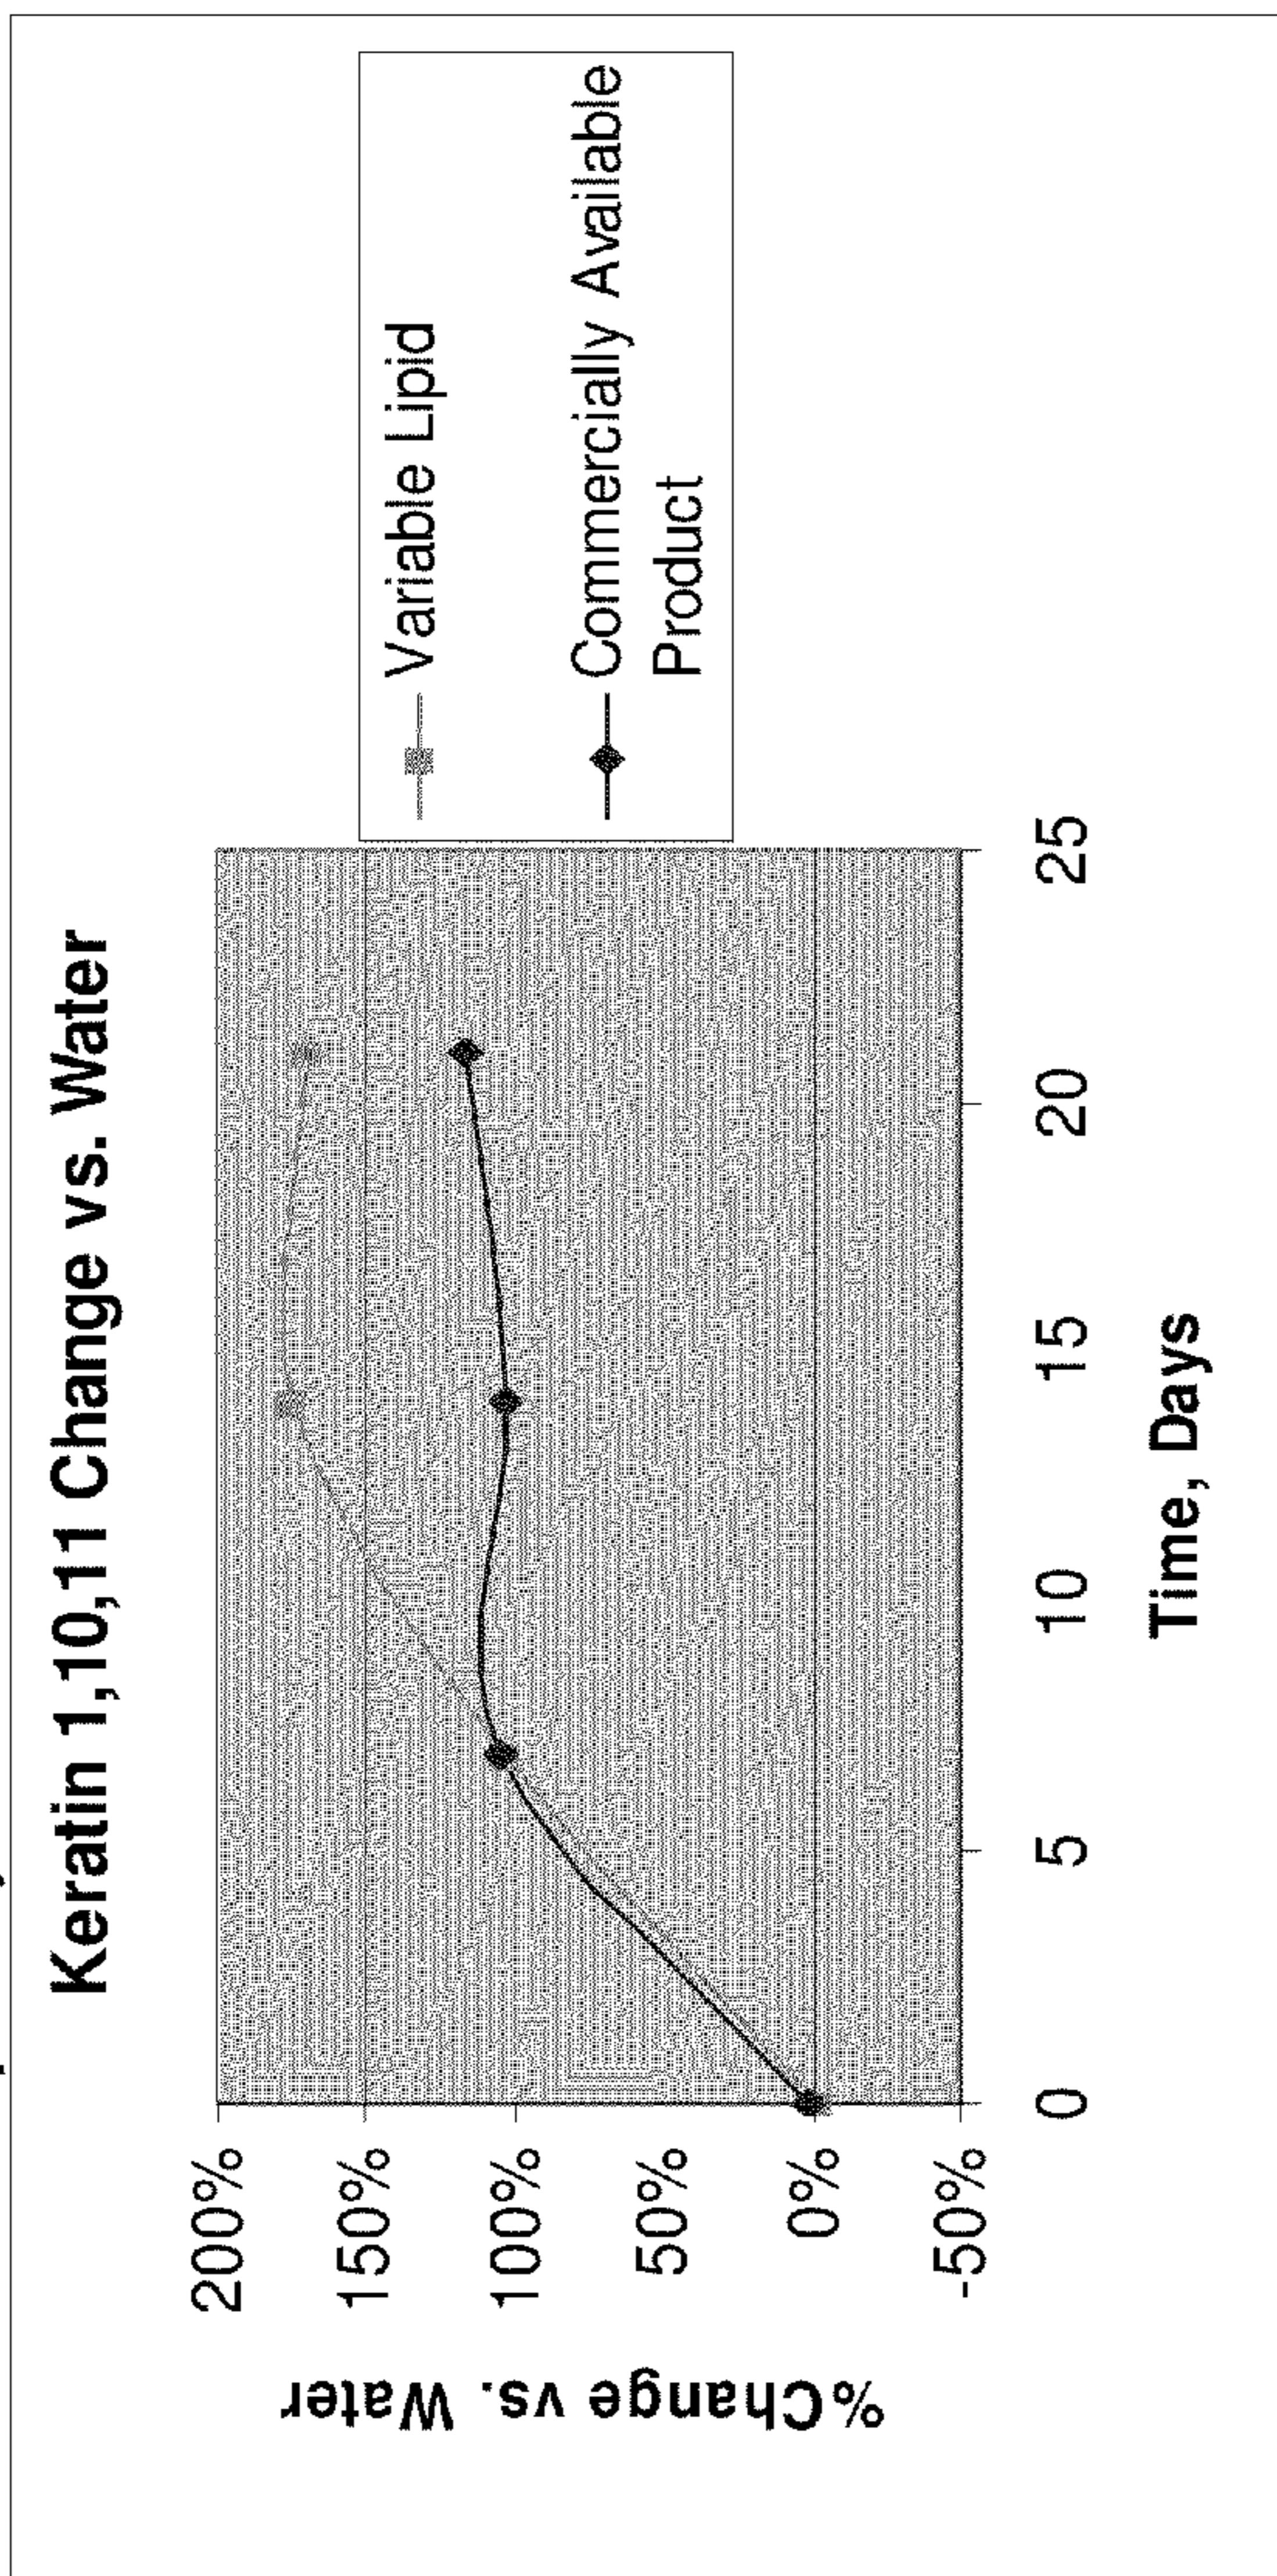 Keratin 1,10,11 Change vs. Water
%Change vs. Water
200%
150%
100%
50%
0%
-50%
0
5
10
15
20
25
Time, Days
Variable Lipid
Commercially Available
Product